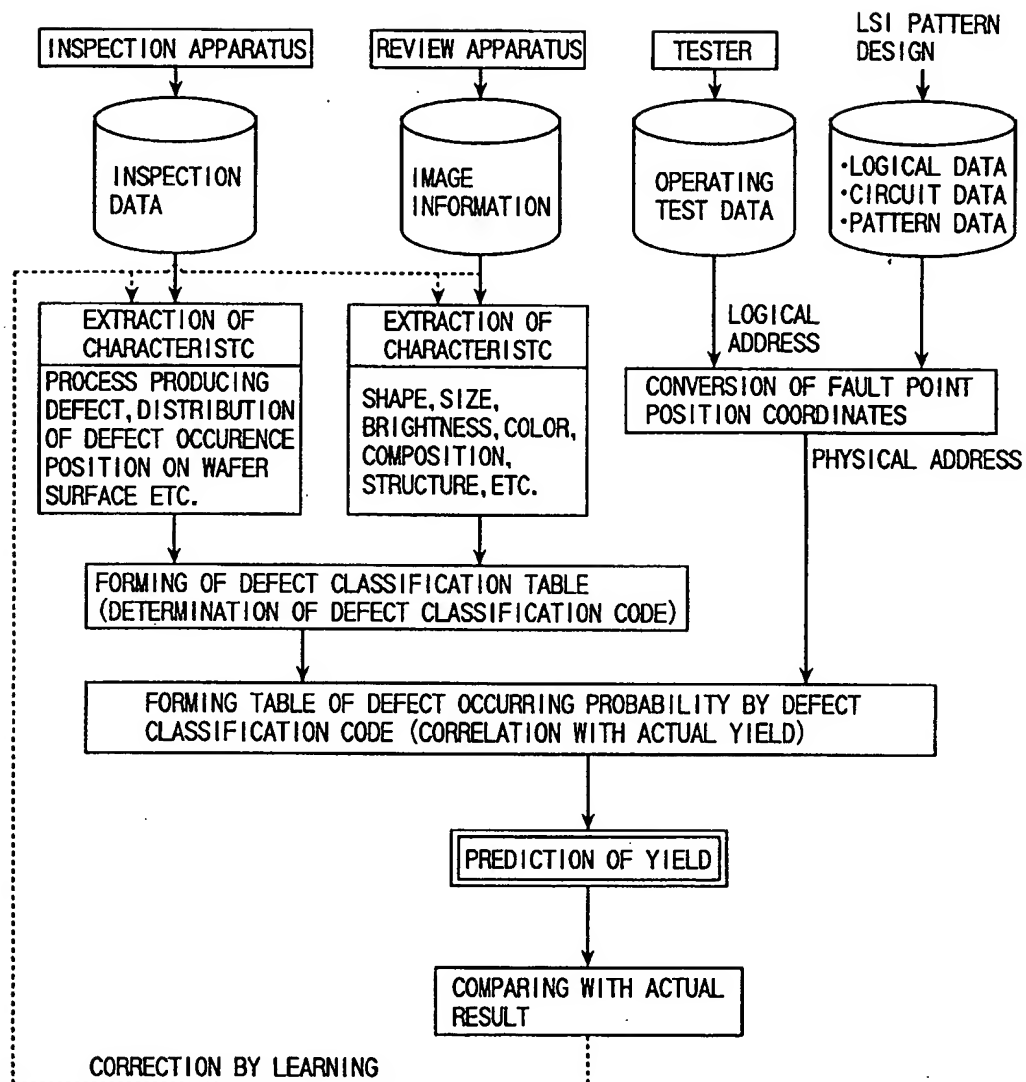 INSPECTION APPARATUS
REVIEW APPARATUS
TESTER
LSI PATTERN
DESIGN
INSPECTION
DATA
IMAGE
INFORMATION
OPERATING
TEST DATA
•LOGICAL DATA
•CIRCUIT DATA
•PATTERN DATA
EXTRACTION OF
CHARACTERISTC
PROCESS PRODUCING
DEFECT, DISTRIBUTION
OF DEFECT OCCURENCE
POSITION ON WAFER
SURFACE ETC.
EXTRACTION OF
CHARACTERISTC
SHAPE, SIZE,
BRIGHTNESS, COLOR,
COMPOSITION,
STRUCTURE, ETC.
LOGICAL
ADDRESS
CONVERSION OF FAULT POINT
POSITION COORDINATES
PHYSICAL ADDRESS
FORMING OF DEFECT CLASSIFICATION TABLE
(DETERMINATION OF DEFECT CLASSIFICATION CODE)
FORMING TABLE OF DEFECT OCCURRING PROBABILITY BY DEFECT
CLASSIFICATION CODE (CORRELATION WITH ACTUAL YIELD)
PREDICTION OF YIELD
COMPARING WITH ACTUAL
RESULT
CORRECTION BY LEARNING